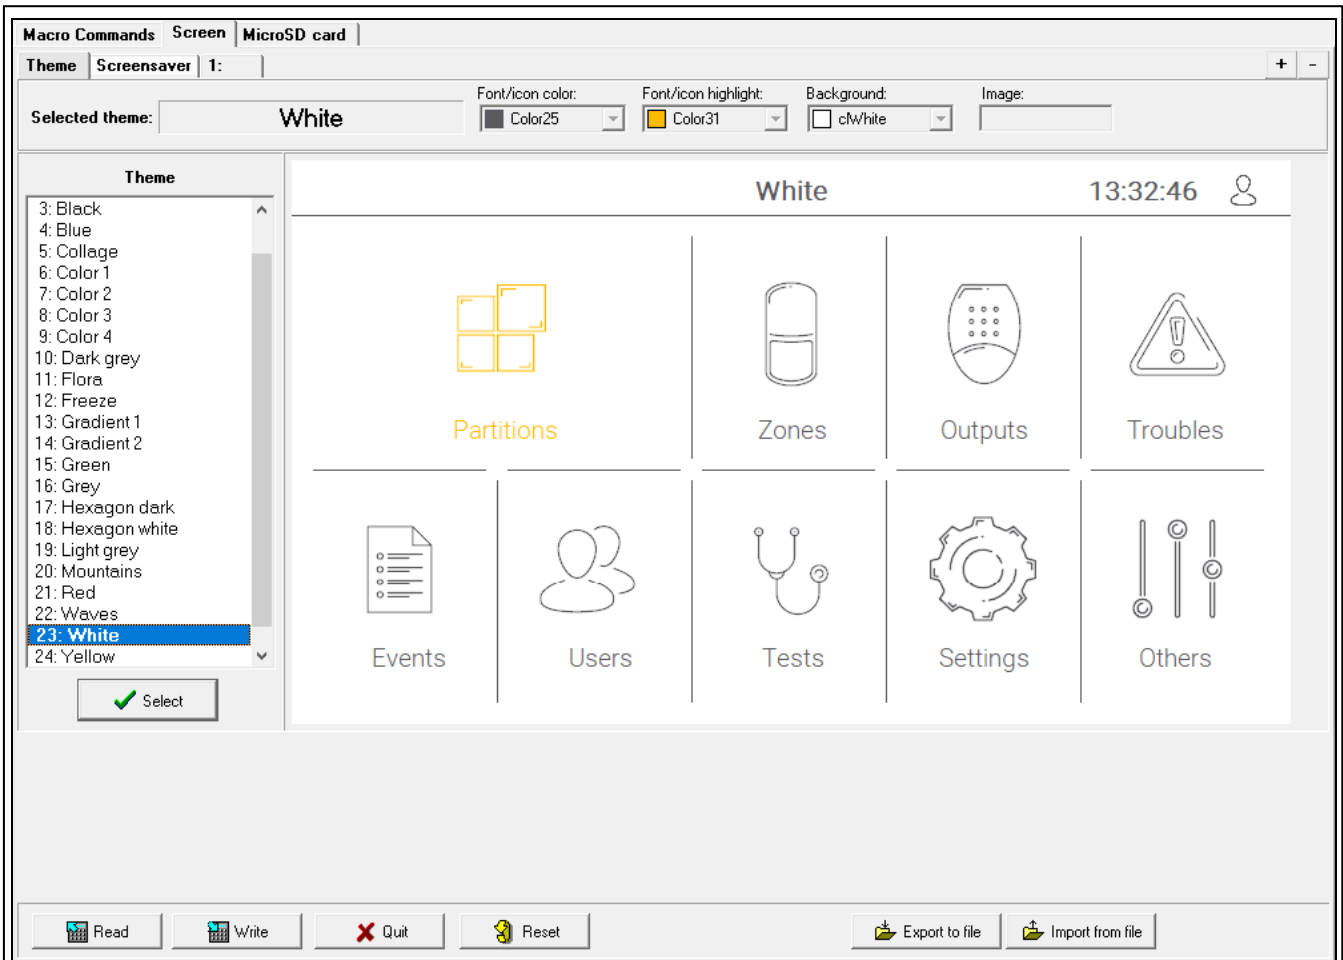 Macro Commands Screen MicroSD card
Theme Screensaver 1: + -
Font/icon color: Font/icon highlight: Background: Image:
Selected theme: White Color25 Color31 clWhite
Theme
3: Black
4: Blue
5: Collage
6: Color 1
7: Color 2
8: Color 3
9: Color 4
10: Dark grey
11: Flora
12: Freeze
13: Gradient 1
14: Gradient 2
15: Green
16: Grey
17: Hexagon dark
18: Hexagon white
19: Light grey
20: Mountains
21: Red
22: Waves
23: White
24: Yellow
Select
White 13:32:46
Partitions Zones Outputs Troubles
Events Users Tests Settings Others
Read Write Quit Reset Export to file Import from file